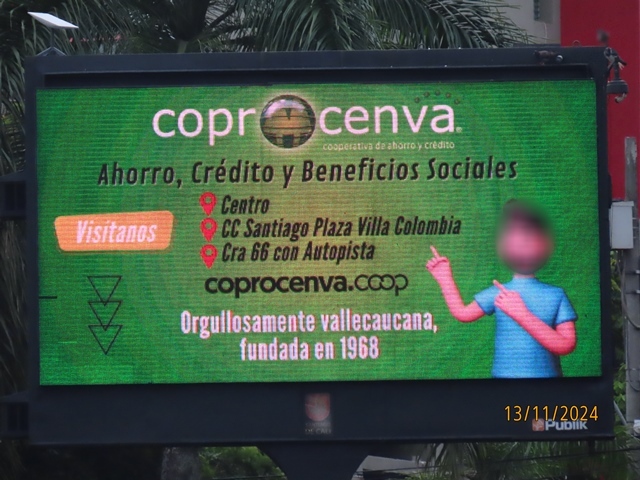 coprocenva
cooperativa de ahorro y crédito
Ahorro, Crédito y Beneficios Sociales
Visítanos
Centro
CC Santiago Plaza Villa Colombia
Cra 66 con Autopista
coprocenva.coop
Orgullosamente vallecaucana,
fundada en 1968
13/11/2024
Publik